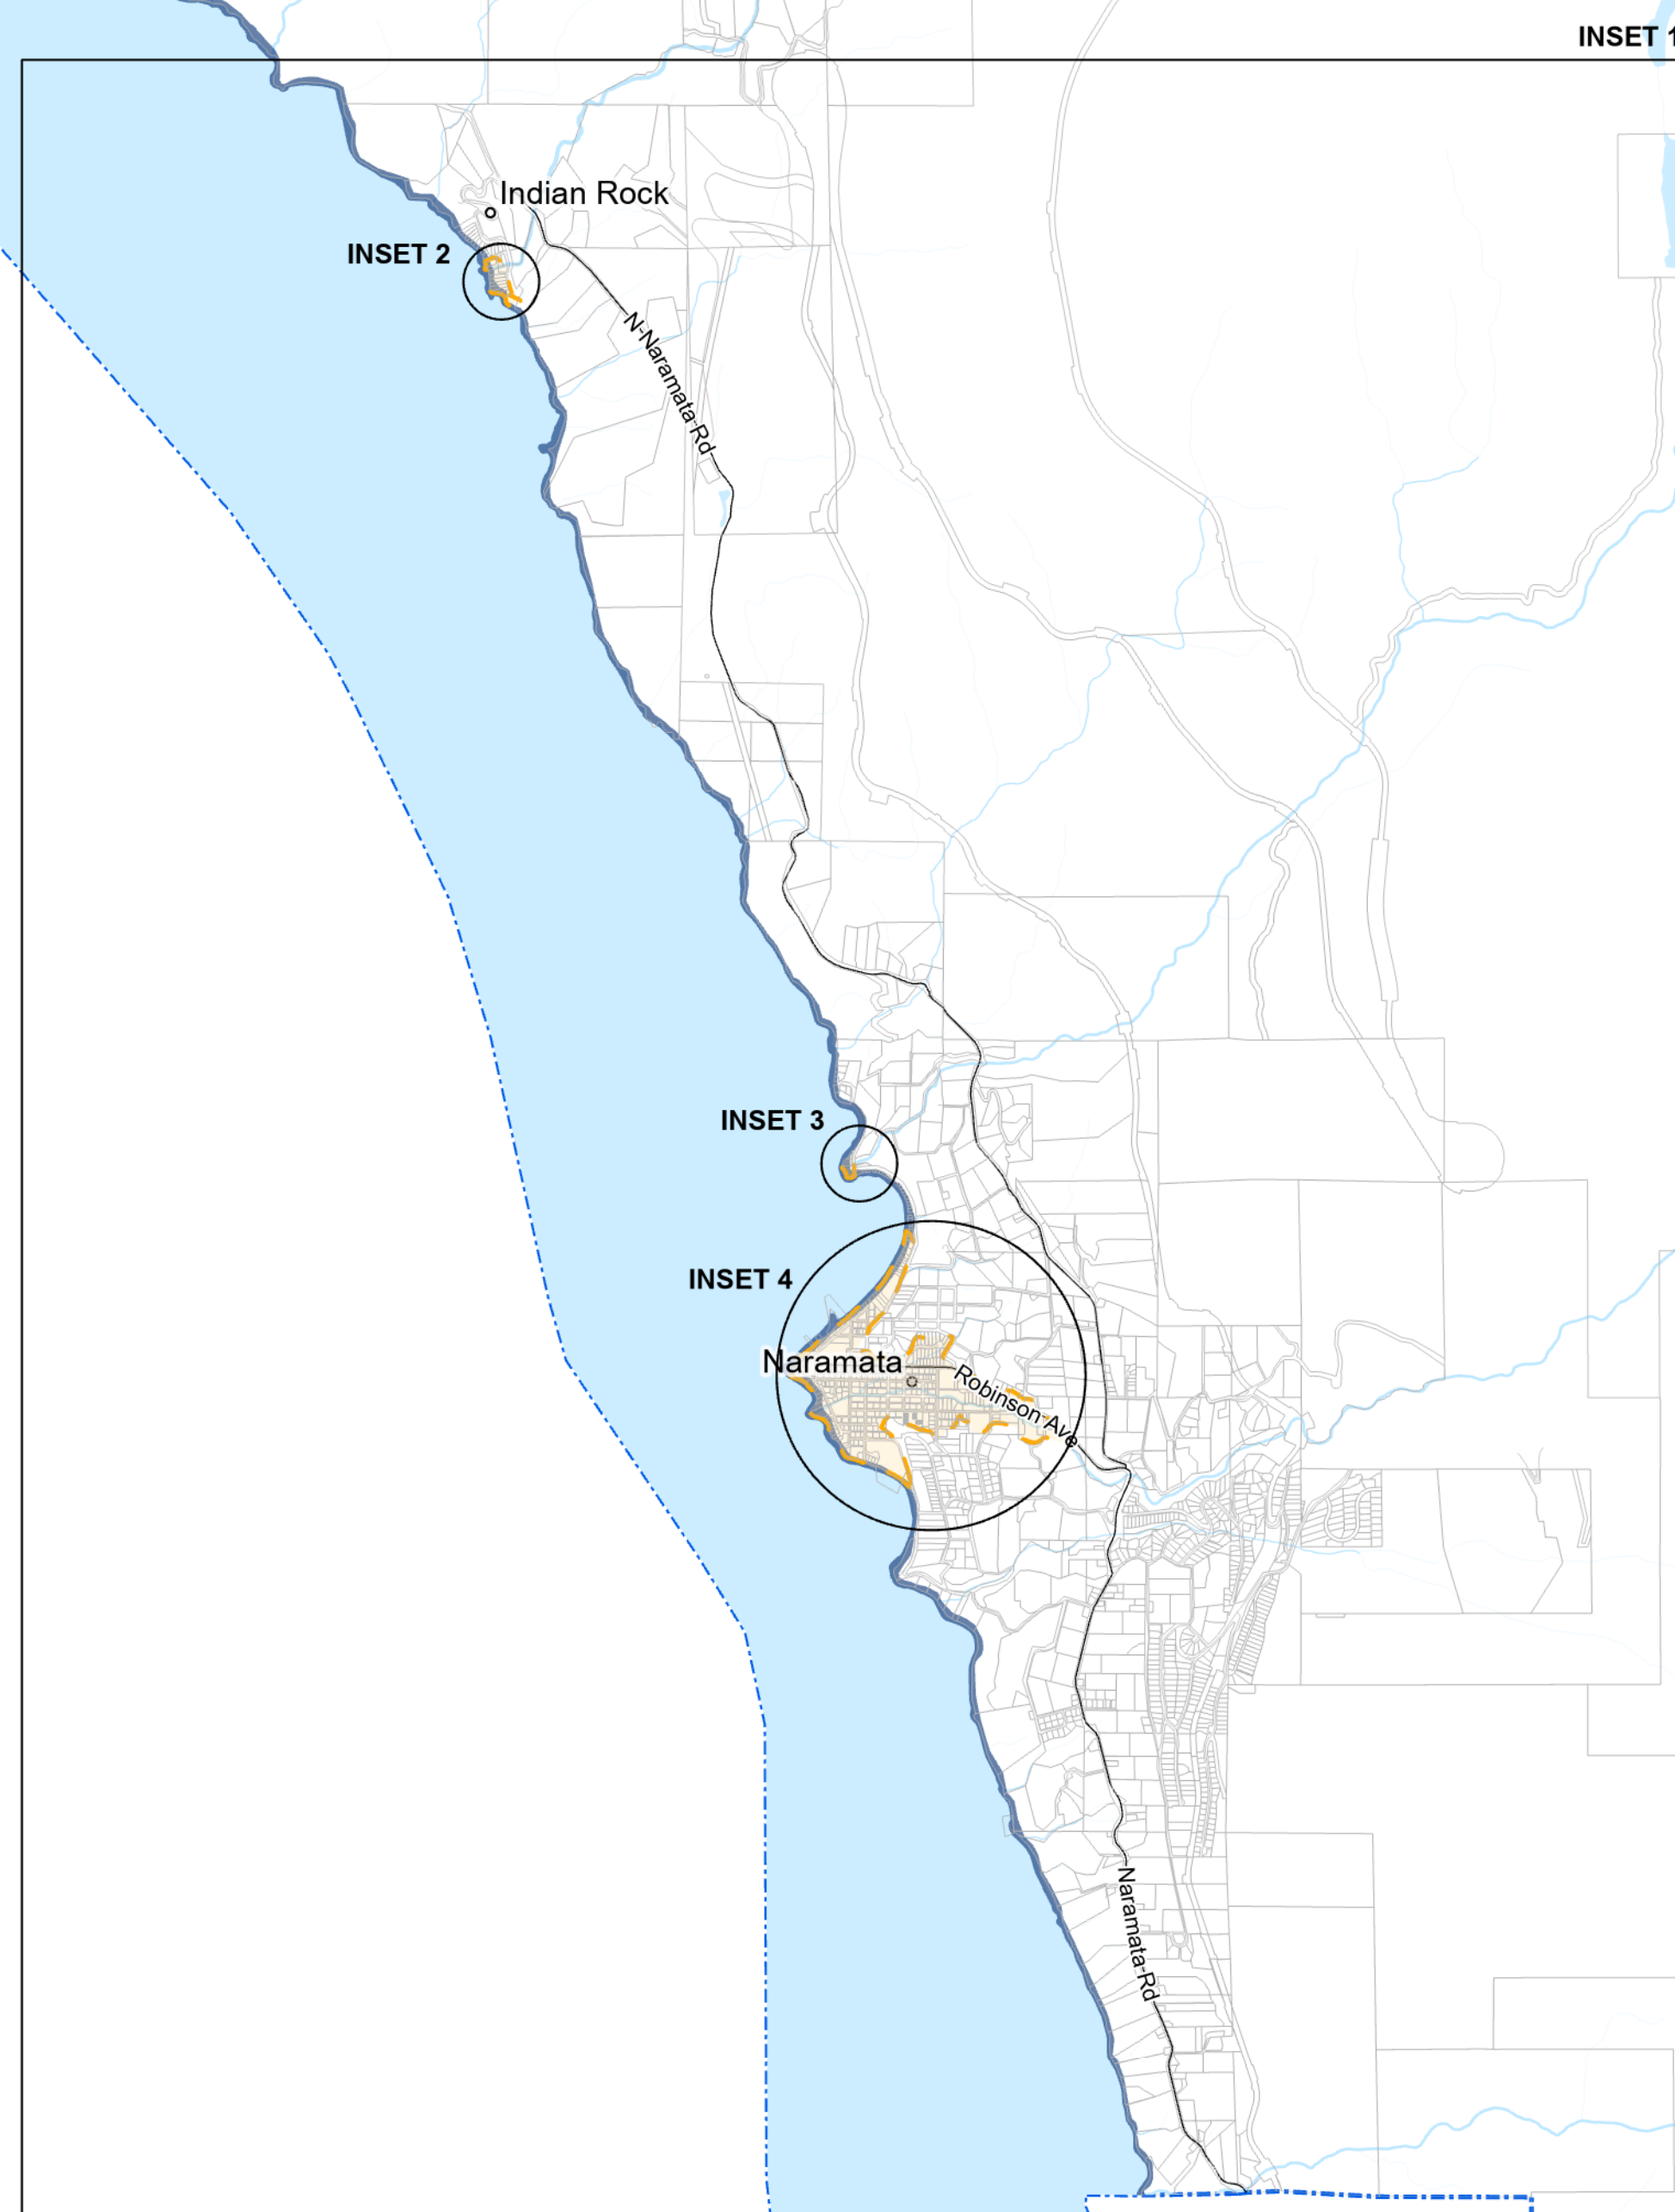 INSET 1
Indian Rock
INSET 2
N-Naramata-Rd
INSET 3
INSET 4
Naramata
Robinson Ave
Naramata-Rd